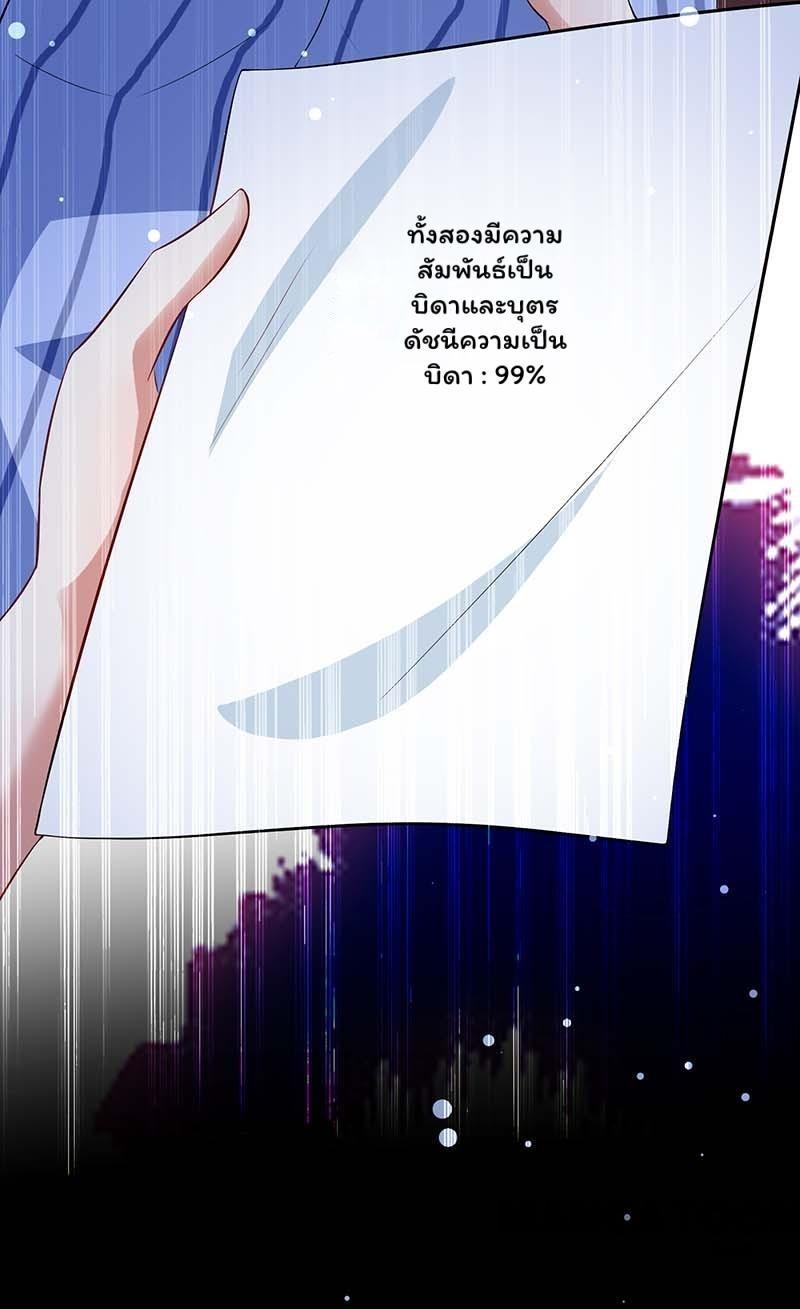 ทั้งสองมีความ
สัมพันธ์เป็น
บิดาและบุตร
ดัชนีความเป็น
บิดา : 99%